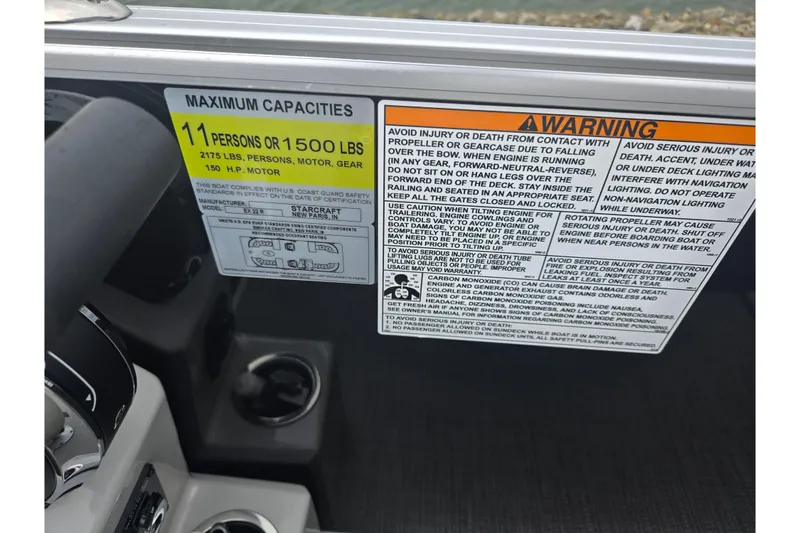 MAXIMUM CAPACITIES
11 PERSONS OR 1500 LBS
2175 LBS, PERSONS, MOTOR, GEAR
150 H.P. MOTOR
THIS BOAT COMPLIES WITH U.S. COAST GUARD SAFETY
STANDARDS IN EFFECT ON THE DATE OF CERTIFICATION
MANUFACTURER: STARCRAFT
MODEL: EX 22 R NEW PARIS, IN
RECOMMENDED OCCUPANT SEATING
WARNING
AVOID INJURY OR DEATH FROM CONTACT WITH
PROPELLER OR GEARCASE DUE TO FALLING
OVER THE BOW. WHEN ENGINE IS RUNNING
(IN ANY GEAR, FORWARD-NEUTRAL-REVERSE),
DO NOT SIT ON OR HANG LEGS OVER THE
FORWARD END OF THE DECK. STAY INSIDE THE
RAILING AND SEATED IN AN APPROPRIATE SEAT.
KEEP ALL THE GATES CLOSED AND LOCKED.
AVOID SERIOUS INJURY OR
DEATH. ACCENT, UNDER WAT
OR UNDER DECK LIGHTING MA
INTERFERE WITH NAVIGATION
LIGHTING. DO NOT OPERATE
NON-NAVIGATION LIGHTING
WHILE UNDERWAY.
USE CAUTION WHEN TILTING ENGINE FOR
TRAILERING. ENGINE COWLINGS AND
CONTROLS VARY. TO AVOID ENGINE OR
BOAT DAMAGE, YOU MAY NOT BE ABLE TO
COMPLETELY TILT ENGINE UP, OR ENGINE
MAY NEED TO BE PLACED IN A SPECIFIC
POSITION PRIOR TO TILTING UP.
ROTATING PROPELLER MAY CAUSE
SERIOUS INJURY OR DEATH. SHUT OFF
ENGINE BEFORE BOARDING BOAT OR
WHEN NEAR PERSONS IN THE WATER.
TO AVOID SERIOUS INJURY OR DEATH TUBE
LIFTING LUGS ARE NOT TO BE USED FOR
PULLING OBJECTS OR PEOPLE. IMPROPER
USAGE MAY VOID WARRANTY.
AVOID SERIOUS INJURY OR DEATH FROM
FIRE OR EXPLOSION RESULTING FROM
LEAKING FUEL. INSPECT SYSTEM FOR
LEAKS AT LEAST ONCE A YEAR.
CARBON MONOXIDE (CO) CAN CAUSE BRAIN DAMAGE OR DEATH.
ENGINE AND GENERATOR EXHAUST CONTAINS ODORLESS AND
COLORLESS CARBON MONOXIDE GAS.
SIGNS OF CARBON MONOXIDE POISONING INCLUDE NAUSEA,
HEADACHE, DIZZINESS, DROWSINESS, AND LACK OF CONSCIOUSNESS.
GET FRESH AIR IF ANYONE SHOWS SIGNS OF CARBON MONOXIDE POISONING.
SEE OWNER'S MANUAL FOR INFORMATION REGARDING CARBON MONOXIDE POISONING.
TO AVOID SERIOUS INJURY OR DEATH:
1. NO PASSENGER ALLOWED ON SUNDECK WHILE BOAT IS IN MOTION.
2. NO PASSENGER ALLOWED ON SUNDECK UNTIL ALL SAFETY PULL-PINS ARE SECURED.